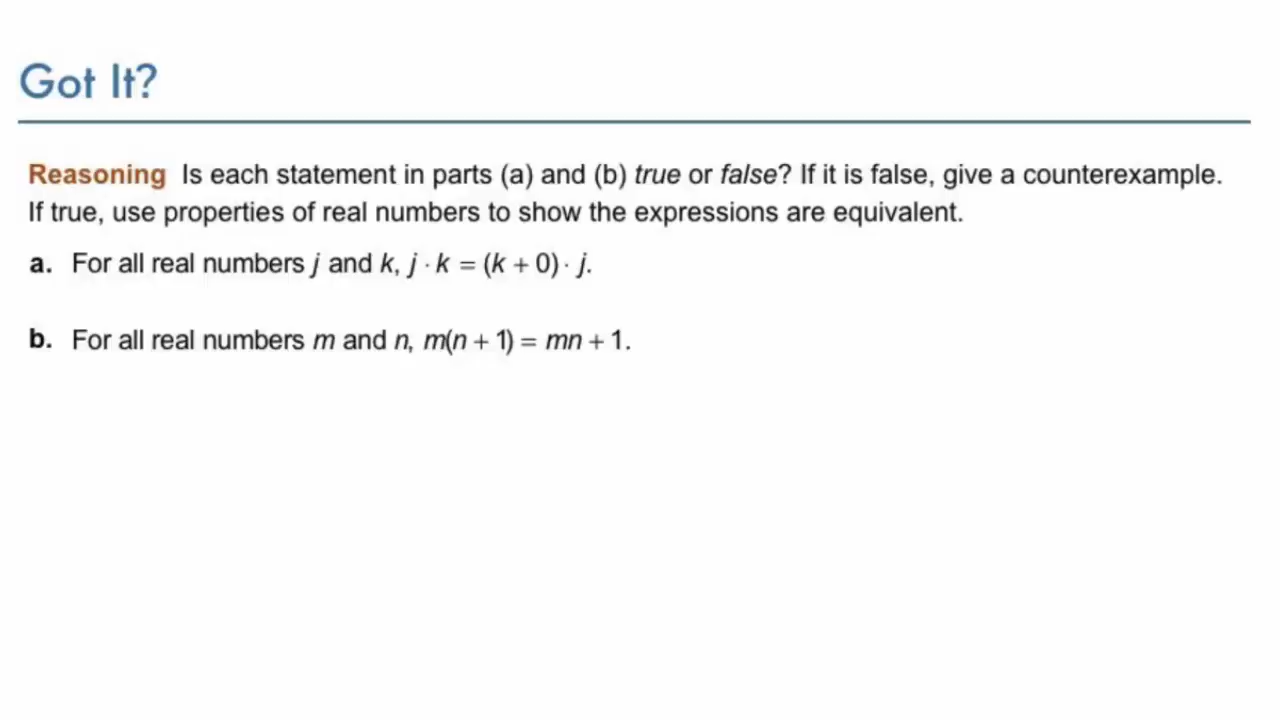 Got It?
Reasoning Is each statement in parts (a) and (b) true or false? If it is false, give a counterexample.
If true, use properties of real numbers to show the expressions are equivalent.
a. For all real numbers j and k, j · k = (k + 0) · j.
b. For all real numbers m and n, m(n + 1) = mn + 1.